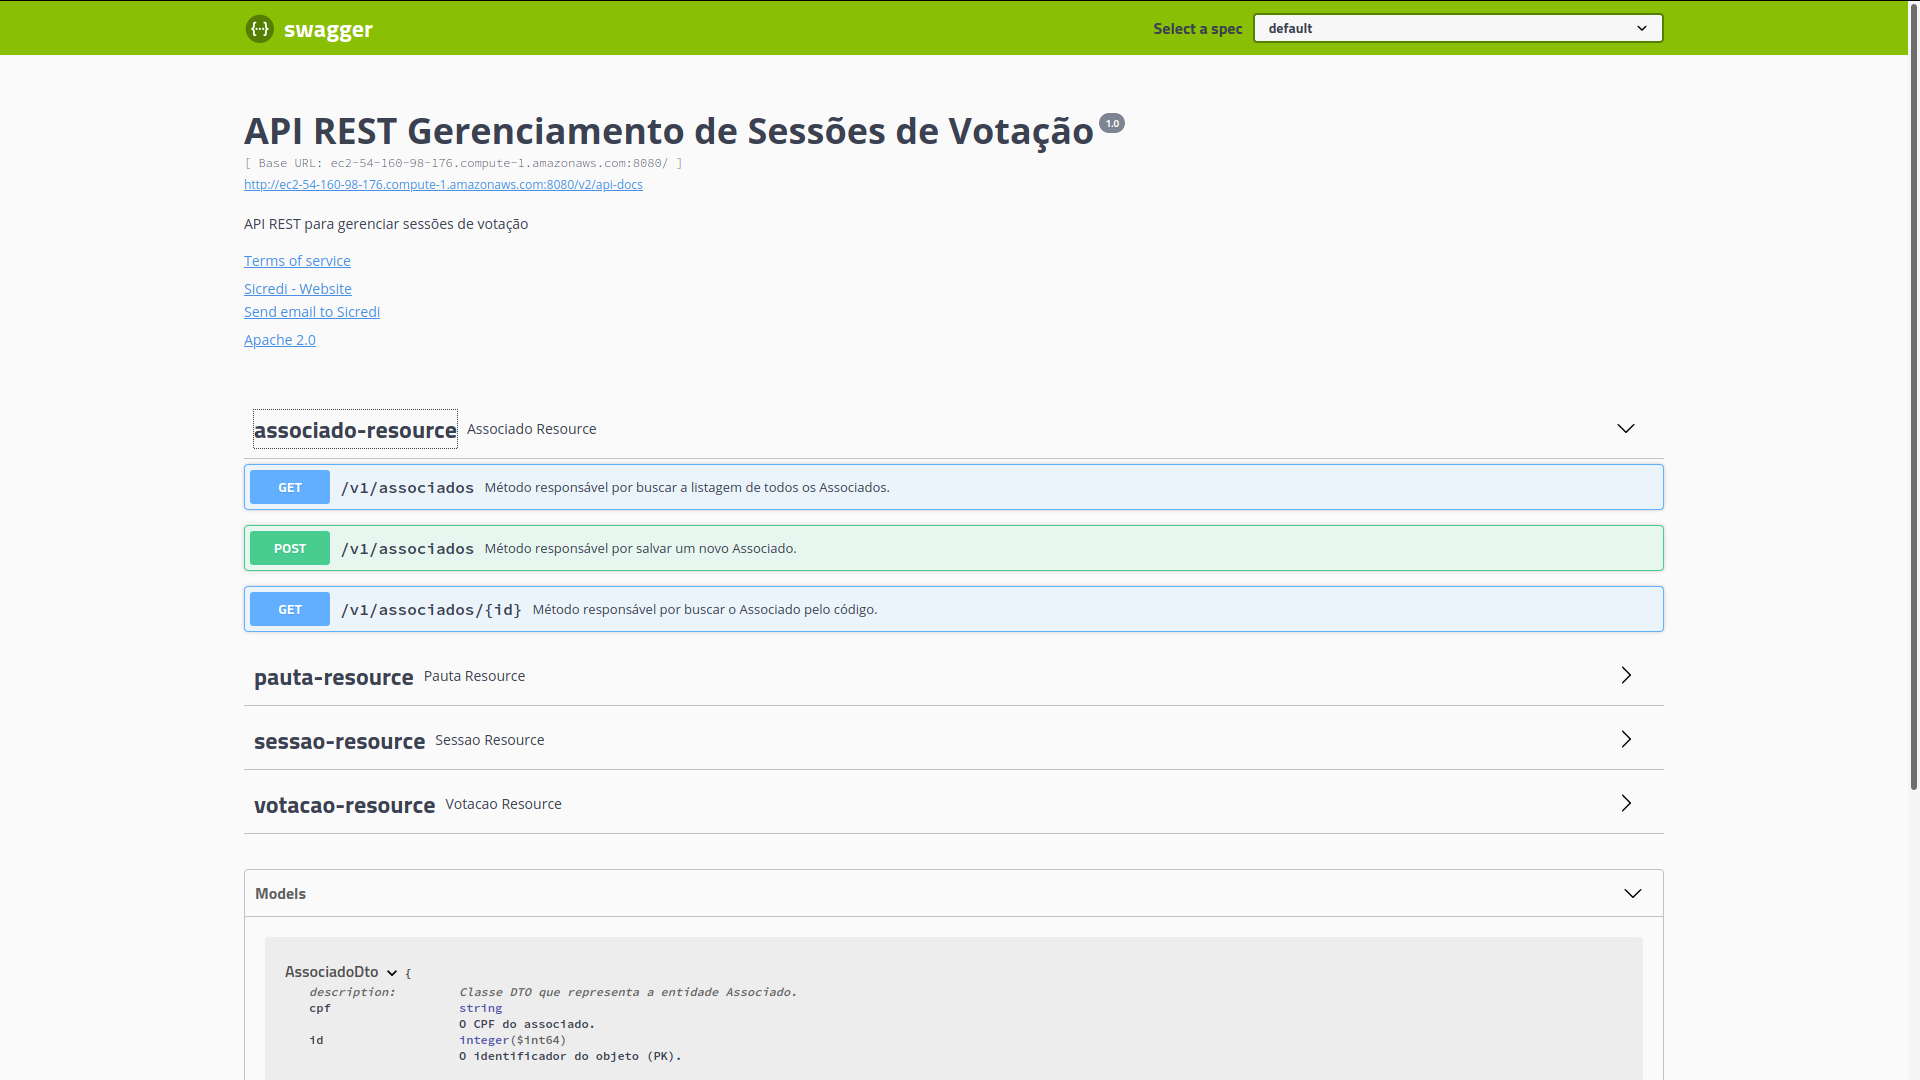 swagger
Select a spec default
API REST Gerenciamento de Sessões de Votação 1.0
[ Base URL: ec2-54-160-98-176.compute-1.amazonaws.com:8080/ ]
http://ec2-54-160-98-176.compute-1.amazonaws.com:8080/v2/api-docs
API REST para gerenciar sessões de votação
Terms of service
Sicredi - Website
Send email to Sicredi
Apache 2.0
associado-resource Associado Resource
GET /v1/associados Método responsável por buscar a listagem de todos os Associados.
POST /v1/associados Método responsável por salvar um novo Associado.
GET /v1/associados/{id} Método responsável por buscar o Associado pelo código.
pauta-resource Pauta Resource
sessao-resource Sessao Resource
votacao-resource Votacao Resource
Models
AssociadoDto {
description: Classe DTO que representa a entidade Associado.
cpf string
O CPF do associado.
id integer($int64)
O identificador do objeto (PK).